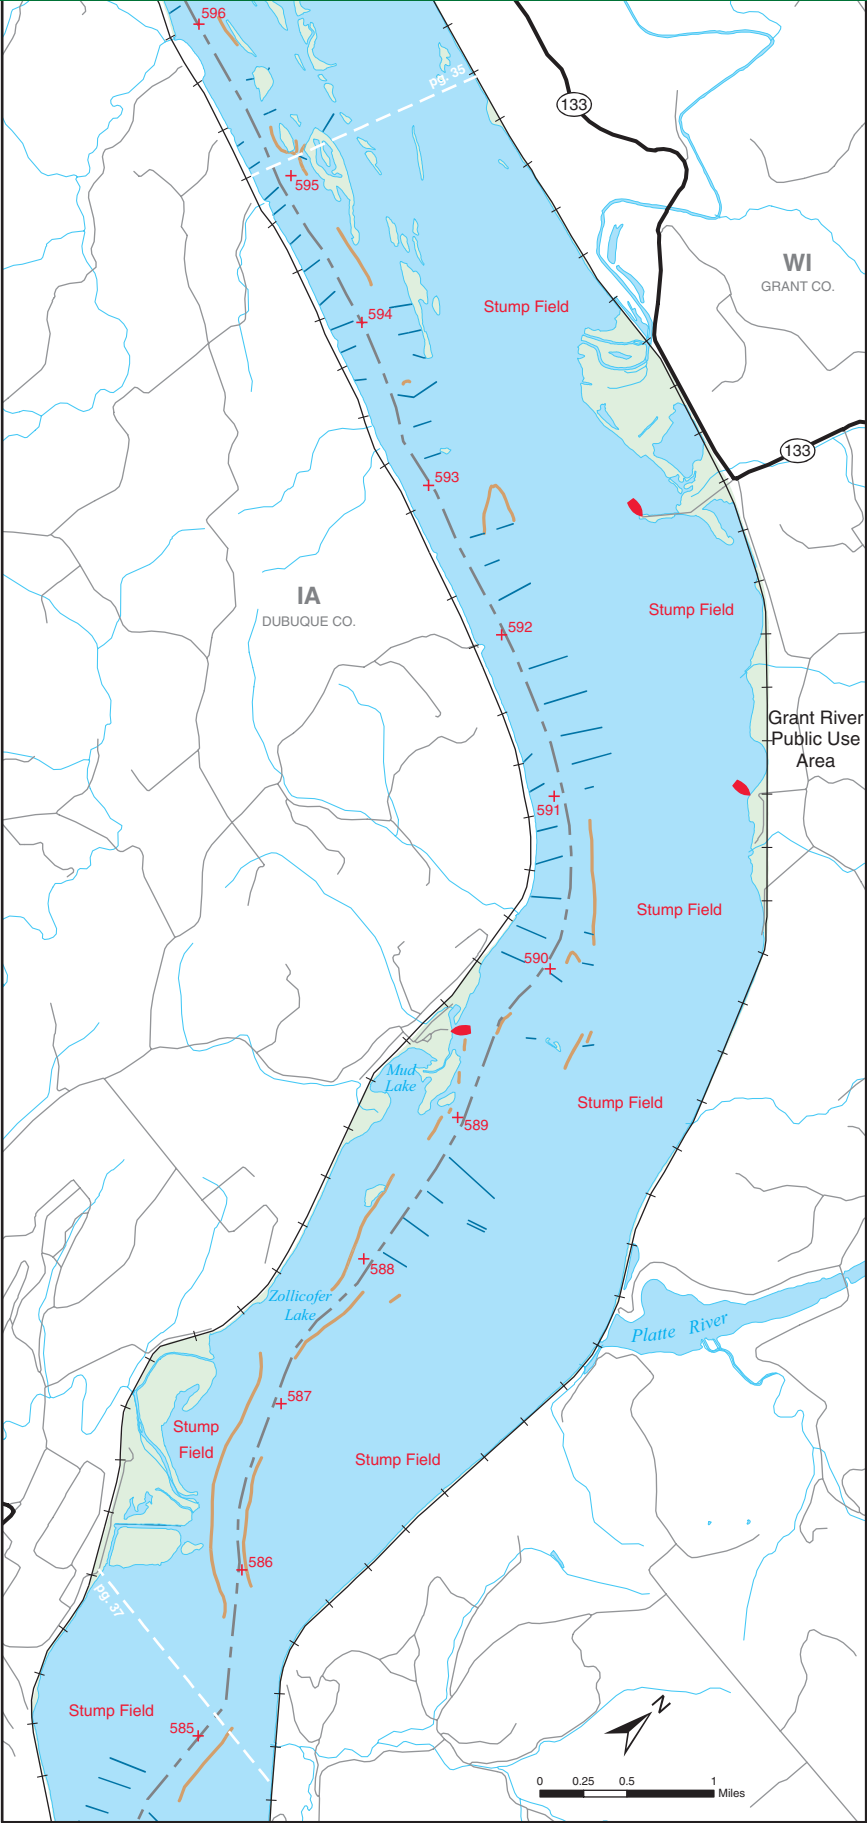 596
pg. 35
133
595
WI
GRANT CO.
Stump Field
594
133
593
IA
DUBUQUE CO.
Stump Field
592
Grant River
Public Use
Area
591
Stump Field
590
Mud
Lake
Stump Field
589
588
Zollicofer
Lake
Platte River
587
Stump
Field
Stump Field
586
pg. 37
Stump Field
585
N
0 0.25 0.5 1
Miles